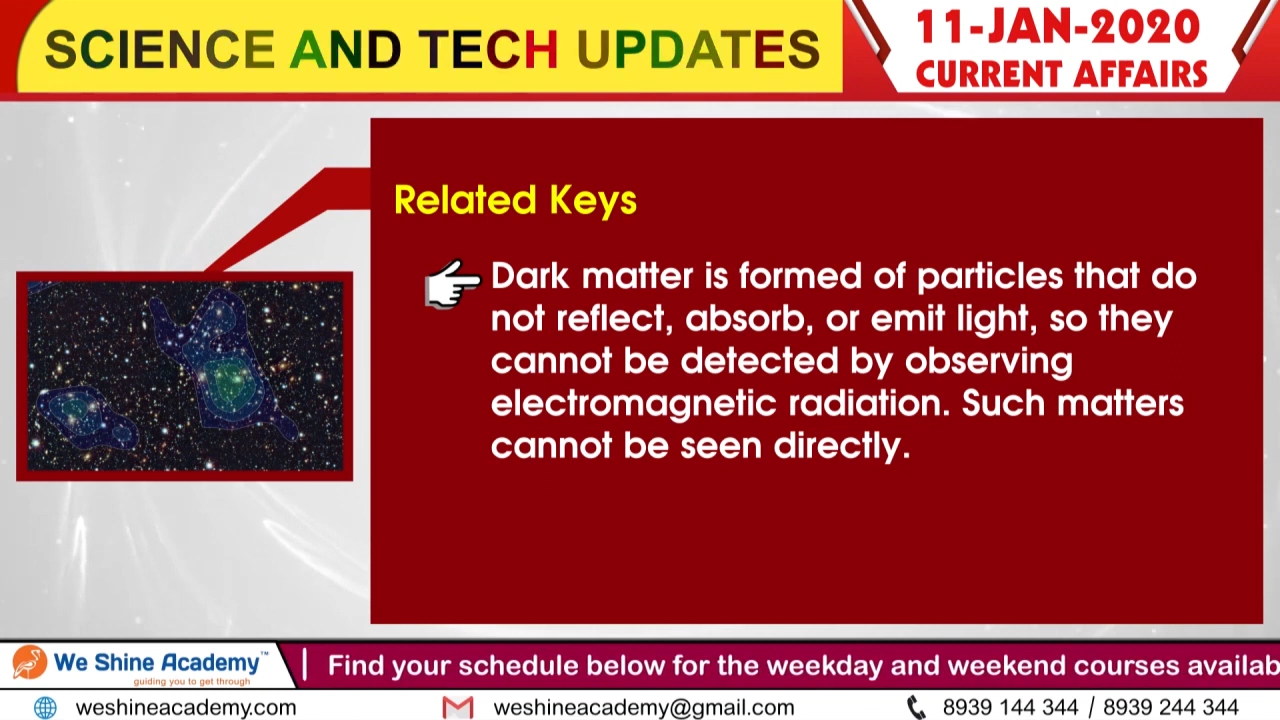 SCIENCE AND TECH UPDATES
11-JAN-2020
CURRENT AFFAIRS
Related Keys
Dark matter is formed of particles that do
not reflect, absorb, or emit light, so they
cannot be detected by observing
electromagnetic radiation. Such matters
cannot be seen directly.
We Shine Academy™
guiding you to get through
Find your schedule below for the weekday and weekend courses availab
weshineacademy.com
weshineacademy@gmail.com
8939 144 344 / 8939 244 344